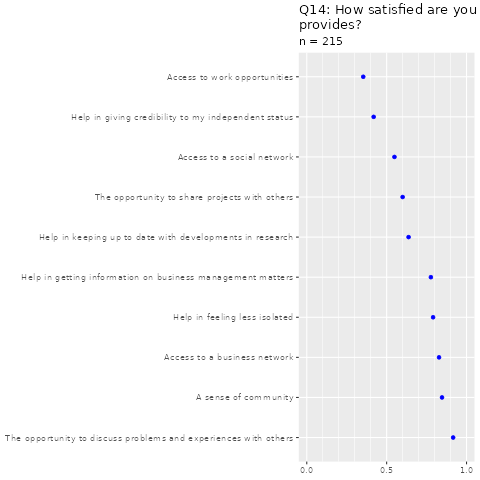 Q14: How satisfied are you
provides?
n = 215
Access to work opportunities
Help in giving credibility to my independent status
Access to a social network
The opportunity to share projects with others
Help in keeping up to date with developments in research
Help in getting information on business management matters
Help in feeling less isolated
Access to a business network
A sense of community
The opportunity to discuss problems and experiences with others
0.0 0.5 1.0